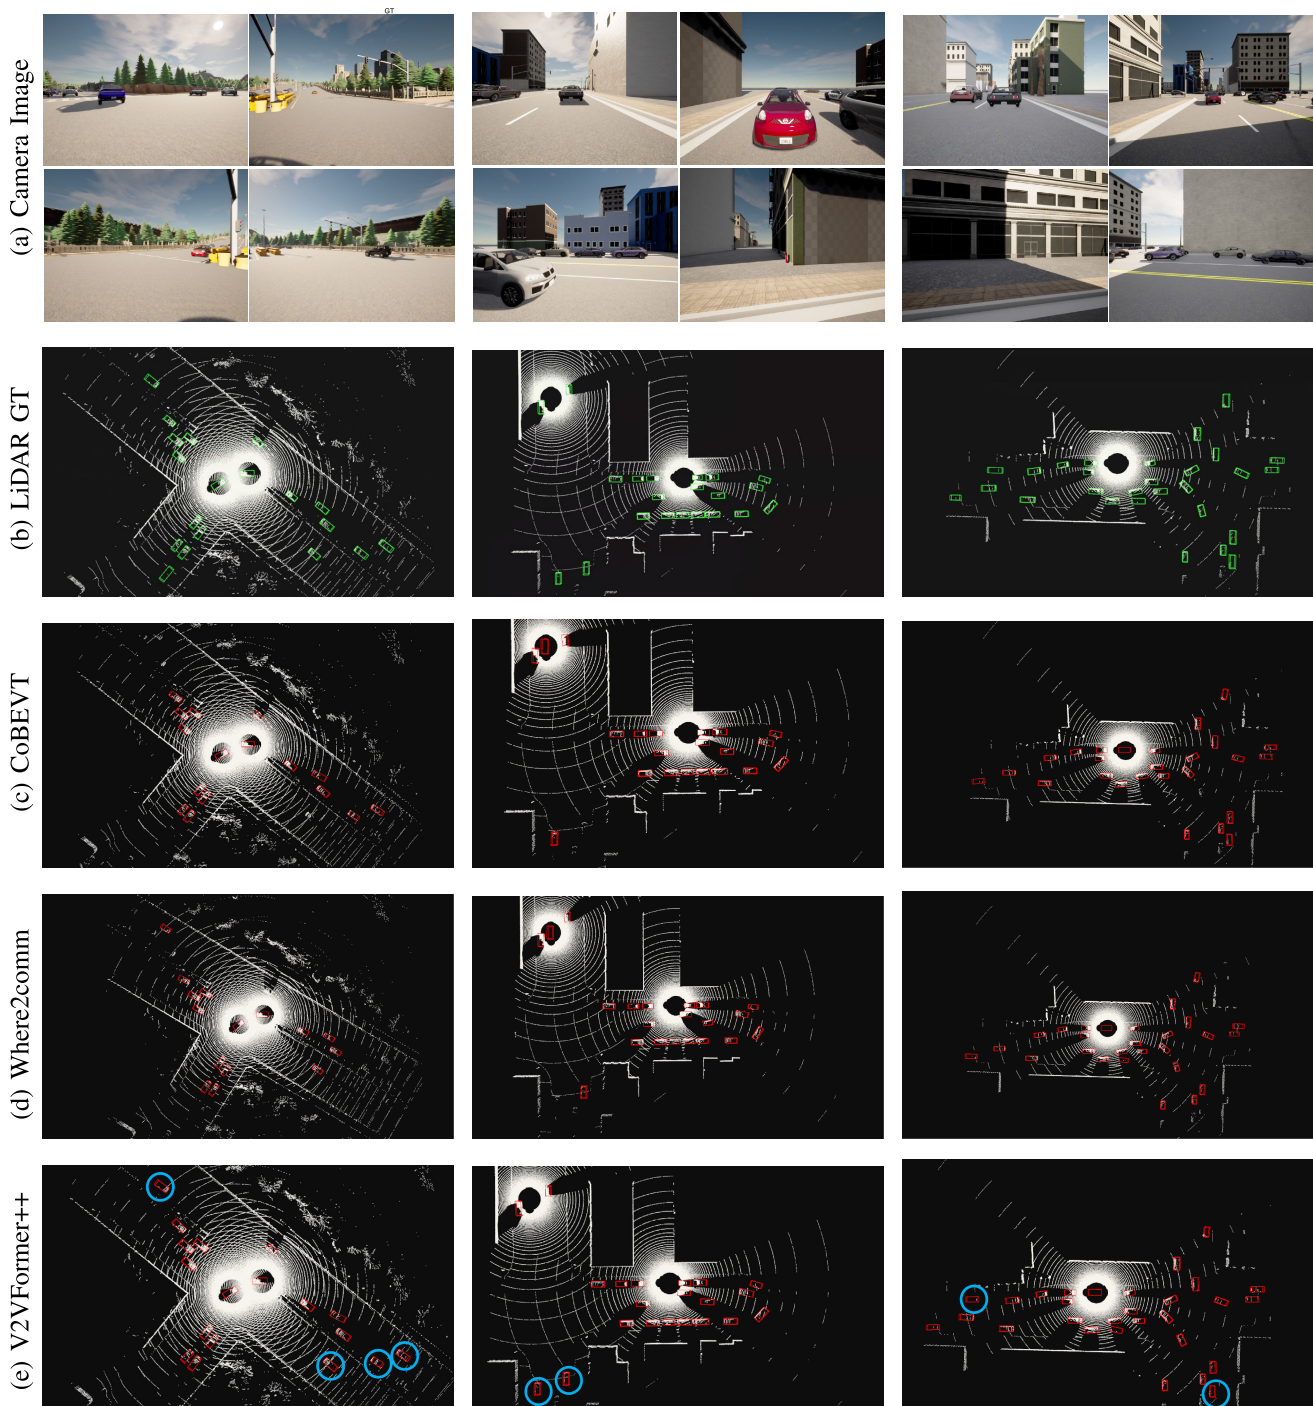 GT
(a) Camera Image
(b) LiDAR GT
(c) CoBEVT
(d) Where2comm
(e) V2VFormer++